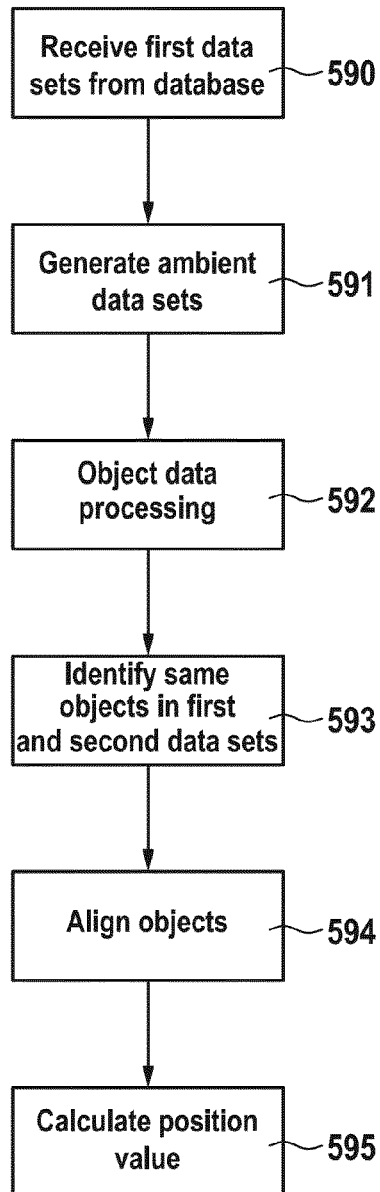 Receive first data
sets from database
590
Generate ambient
data sets
591
Object data
processing
592
Identify same
objects in first
and second data sets
593
Align objects
594
Calculate position
value
595